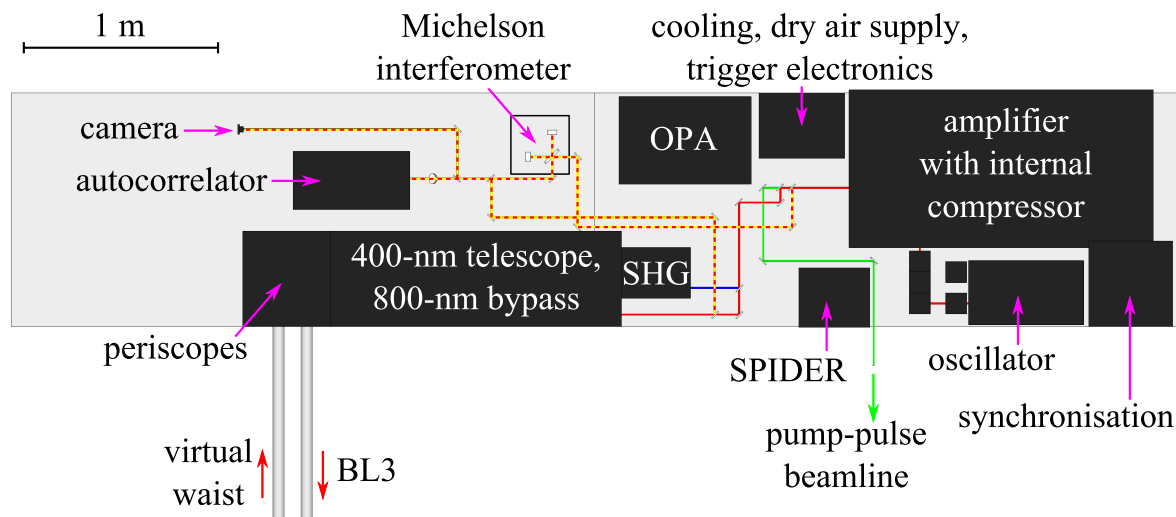 1 m
Michelson
interferometer
cooling, dry air supply,
trigger electronics
camera
autocorrelator
OPA
amplifier
with internal
compressor
400-nm telescope,
800-nm bypass
SHG
periscopes
SPIDER
oscillator
synchronisation
pump-pulse
beamline
virtual
waist
BL3